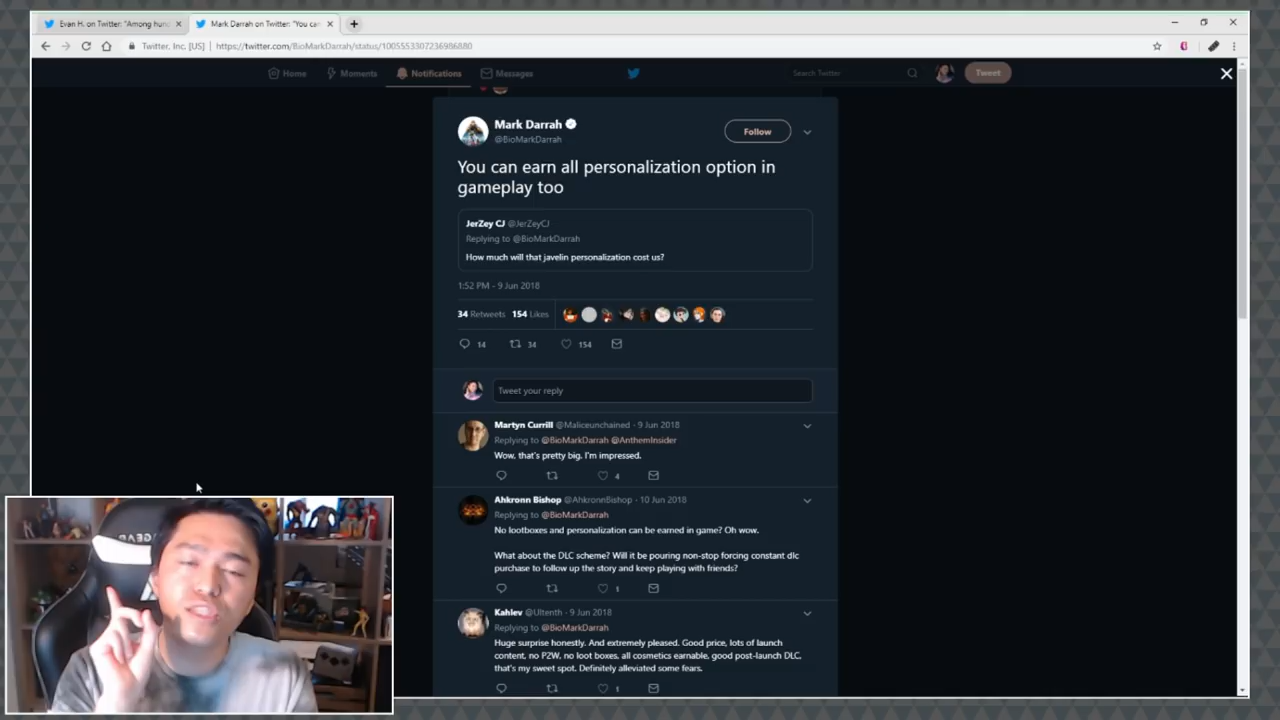 Evan H. on Twitter: "Among hun
Mark Darrah on Twitter: "You can
Twitter, Inc. [US]
https://twitter.com/BioMarkDarrah/status/1005553307236986880
Home
Moments
Notifications
Messages
Search Twitter
Tweet
Mark Darrah
@BioMarkDarrah
Follow
You can earn all personalization option in
gameplay too
JerZey CJ @JerZeyCJ
Replying to @BioMarkDarrah
How much will that javelin personalization cost us?
1:52 PM - 9 Jun 2018
34 Retweets 154 Likes
14 34 154
Tweet your reply
Martyn Currill @Maliceunchained · 9 Jun 2018
Replying to @BioMarkDarrah @AnthemInsider
Wow, that's pretty big. I'm impressed.
4
Ahkronn Bishop @AhkronnBishop · 10 Jun 2018
Replying to @BioMarkDarrah
No lootboxes and personalization can be earned in game? Oh wow.
What about the DLC scheme? Will it be pouring non-stop forcing constant dlc
purchase to follow up the story and keep playing with friends?
1
Kahlev @Ultenth · 9 Jun 2018
Replying to @BioMarkDarrah
Huge surprise honestly. And extremely pleased. Good price, lots of launch
content, no P2W, no loot boxes, all cosmetics earnable, good post-launch DLC,
that's my sweet spot. Definitely alleviated some fears.
1